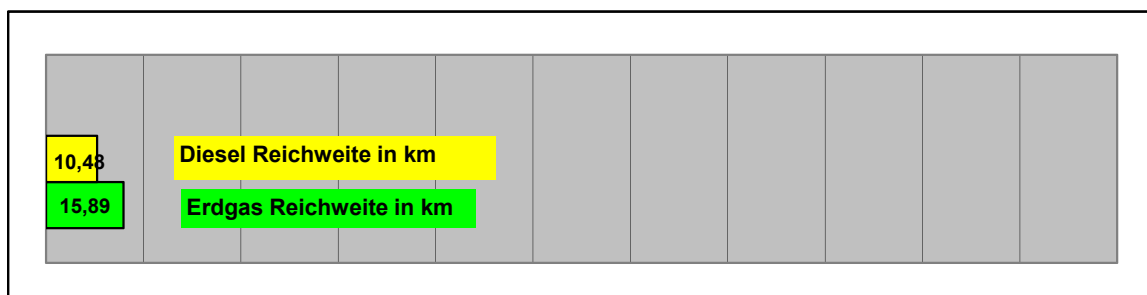 10,48 Diesel Reichweite in km
15,89 Erdgas Reichweite in km